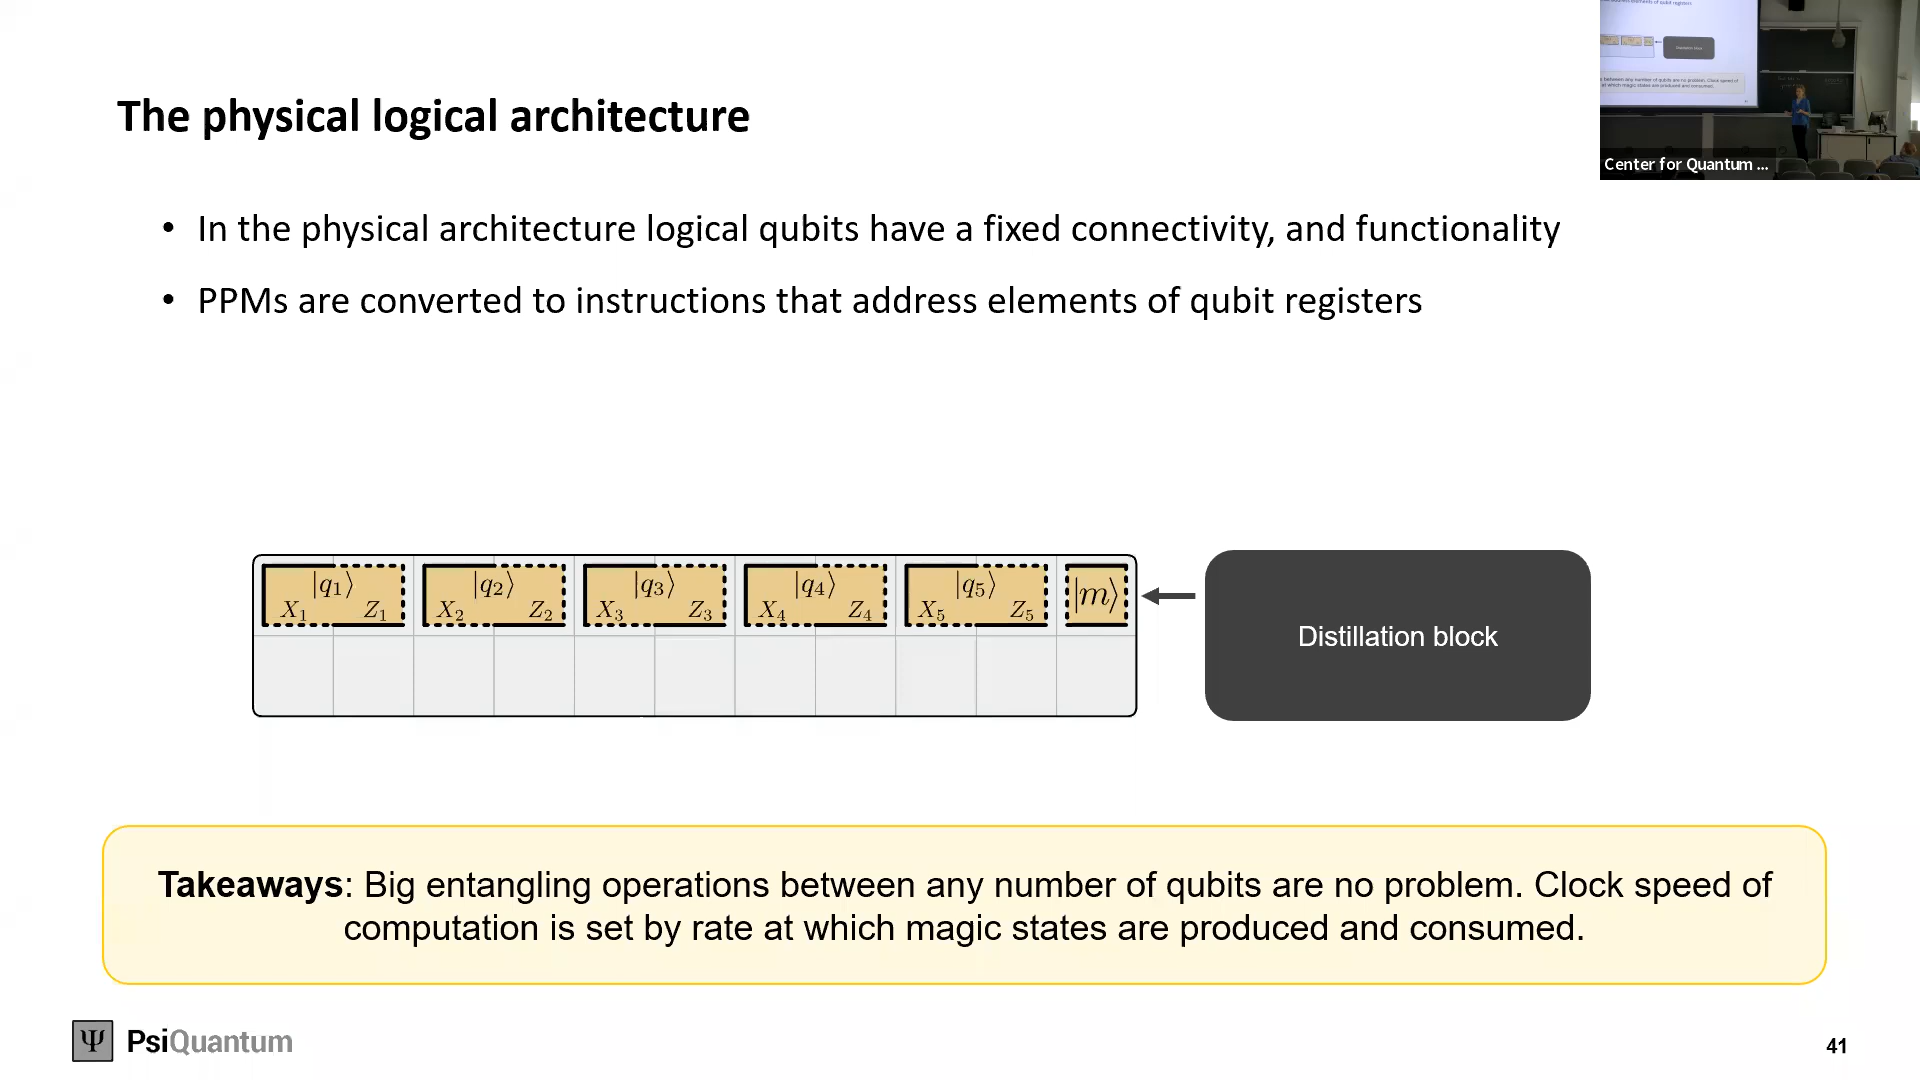 The physical logical architecture
Center for Quantum ...
• In the physical architecture logical qubits have a fixed connectivity, and functionality
• PPMs are converted to instructions that address elements of qubit registers
|q₁⟩ |q₂⟩ |q₃⟩ |q₄⟩ |q₅⟩ |m⟩
X₁ Z₁ X₂ Z₂ X₃ Z₃ X₄ Z₄ X₅ Z₅
Distillation block
Takeaways: Big entangling operations between any number of qubits are no problem. Clock speed of
computation is set by rate at which magic states are produced and consumed.
Ψ PsiQuantum
41